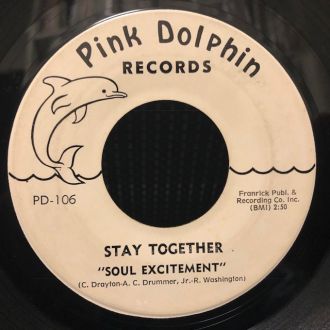 Pink Dolphin
RECORDS
PD-106
Franrick Publ. &
Recording Co. Inc.
(BMI) 2:50
STAY TOGETHER
"SOUL EXCITEMENT"
(C. Drayton-A. C. Drummer, Jr.-R. Washington)